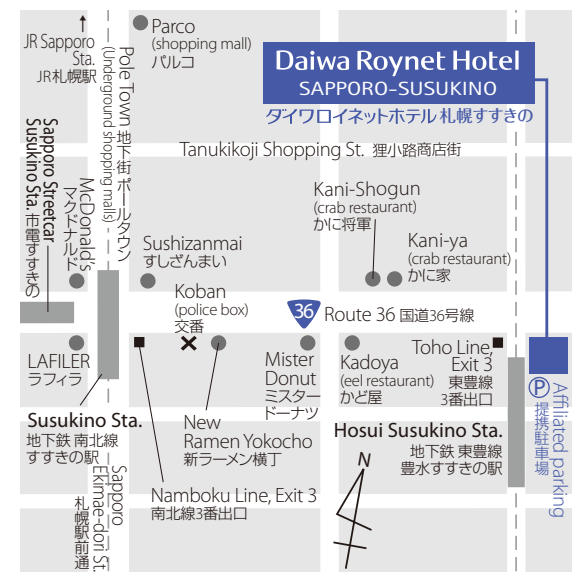 JR Sapporo
Sta.
JR札幌駅
Parco
(shopping mall)
パルコ
Pole Town 地下街 ポールタウン
(Underground shopping malls)
Daiwa Roynet Hotel
SAPPORO-SUSUKINO
ダイワロイネットホテル 札幌すすきの
Tanukikoji Shopping St. 狸小路商店街
Sapporo Streetcar
Susukino Sta. 市電すすきの
McDonald's
マクドナルド
Sushizanmai
すしざんまい
Kani-Shogun
(crab restaurant)
かに将軍
Kani-ya
(crab restaurant)
かに家
Koban
(police box)
交番
36
Route 36 国道36号線
LAFILER
ラフィラ
Mister
Donut
ミスター
ドーナツ
Kadoya
(eel restaurant)
かど屋
Toho Line,
Exit 3
東豊線
3番出口
P
Affiliated parking
提携駐車場
Susukino Sta.
地下鉄 南北線
すすきの駅
New
Ramen Yokocho
新ラーメン横丁
Hosui Susukino Sta.
地下鉄 東豊線
豊水すすきの駅
N
Namboku Line, Exit 3
南北線3番出口
Sapporo
Ekimae-dori St.
札幌駅前通